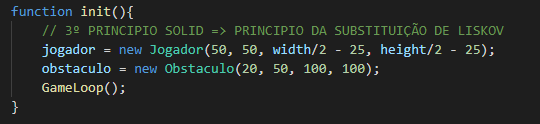 function init(){
// 3º PRINCIPIO SOLID => PRINCIPIO DA SUBSTITUIÇÃO DE LISKOV
jogador = new Jogador(50, 50, width/2 - 25, height/2 - 25);
obstaculo = new Obstaculo(20, 50, 100, 100);
GameLoop();
}